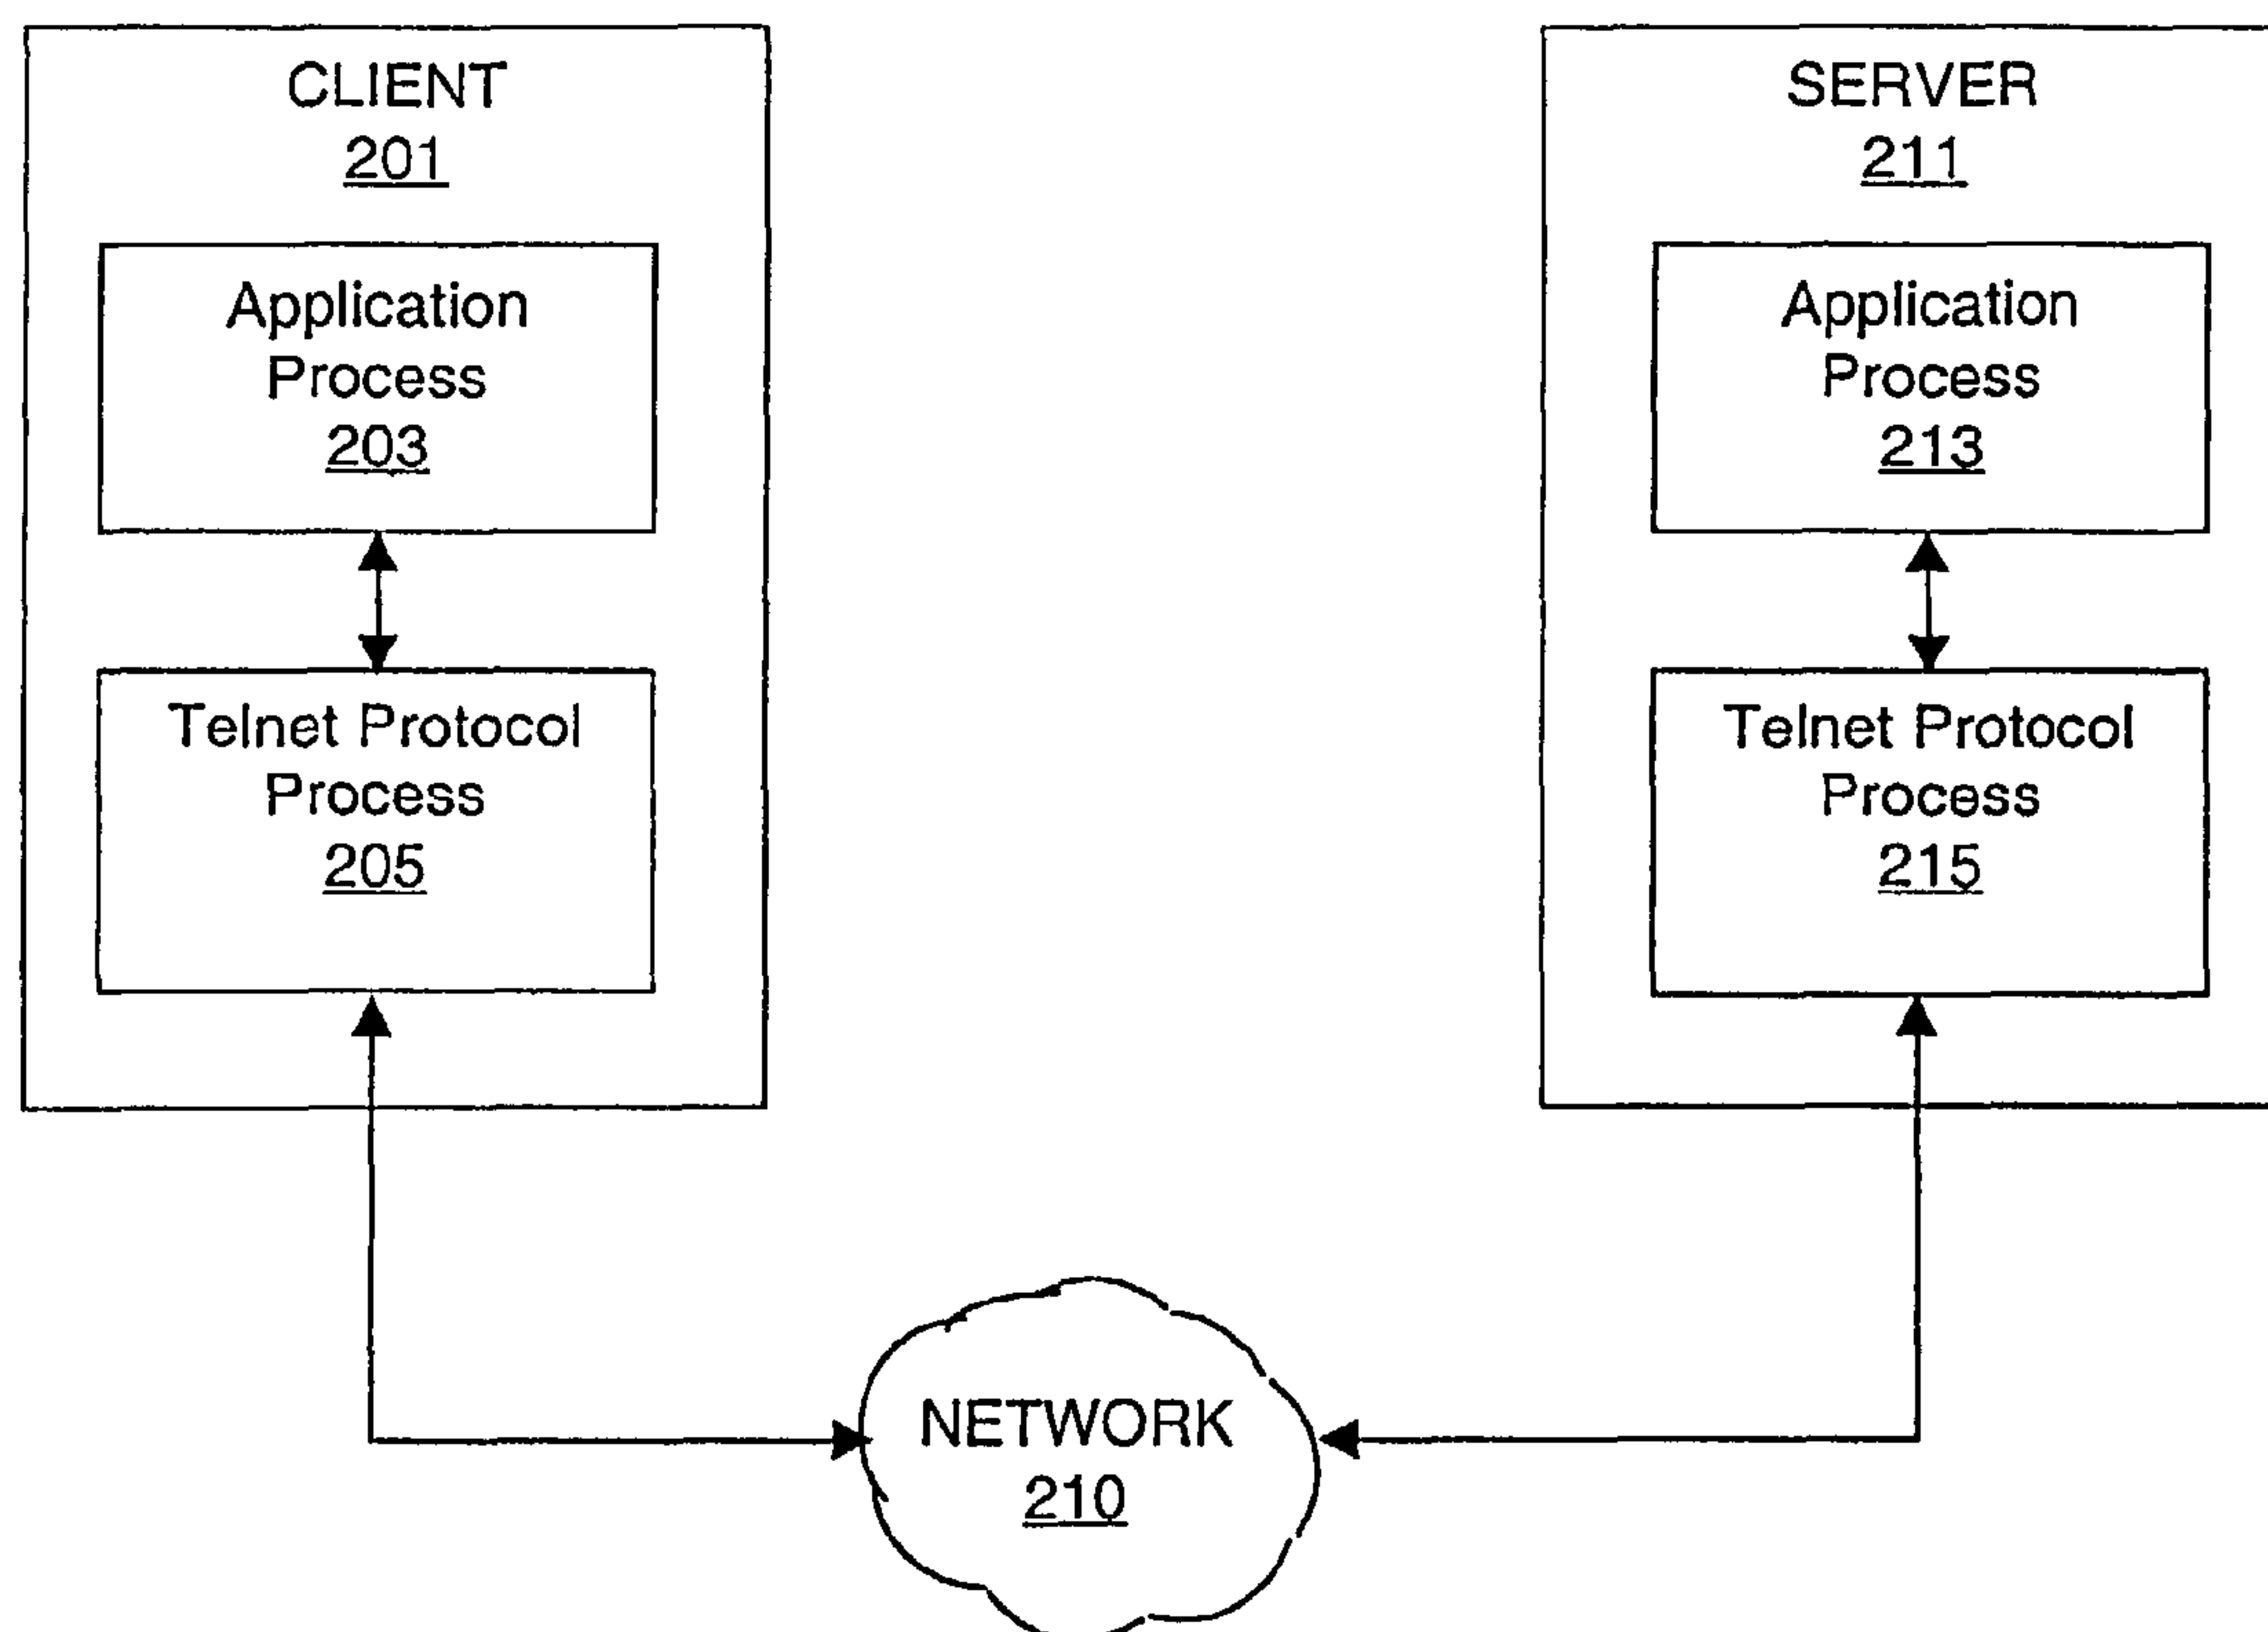 CLIENT
201
Application
Process
203
Telnet Protocol
Process
205
SERVER
211
Application
Process
213
Telnet Protocol
Process
215
NETWORK
210